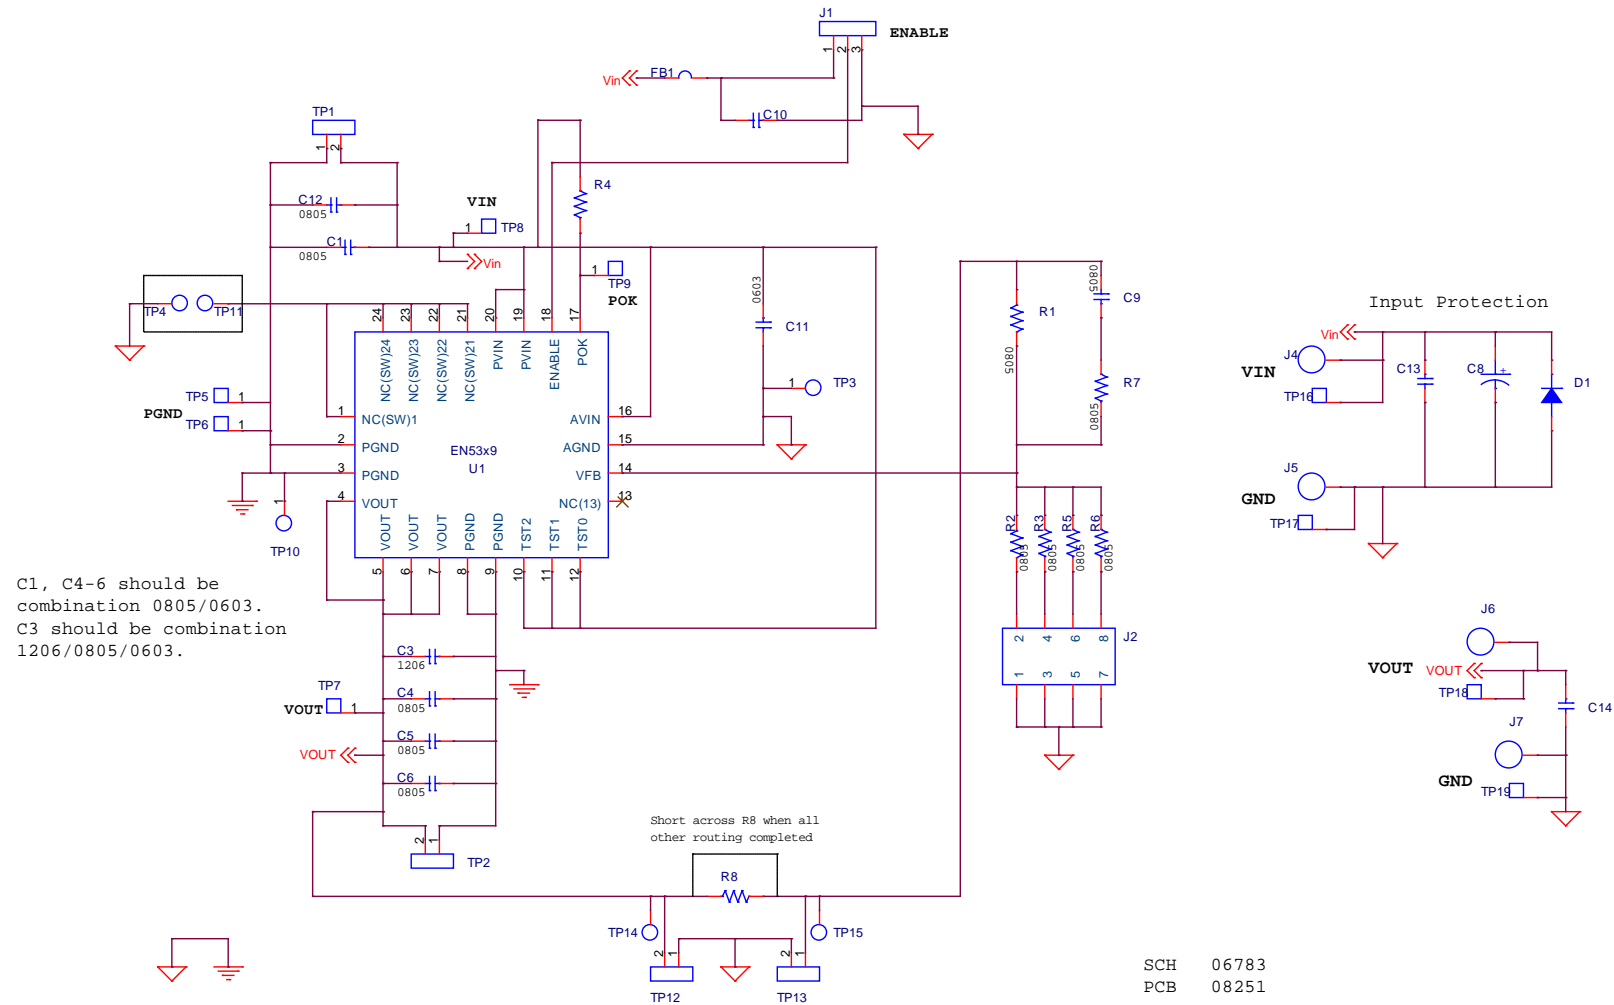 J1
ENABLE
1
2
3
Vin
FB1
C10
TP1
1
2
R4
C12
0805
VIN
1
TP8
C1
0805
Vin
1
TP9
POK
TP4
TP11
24
23
22
21
20
19
18
17
NC(SW)24
NC(SW)23
NC(SW)22
NC(SW)21
PVIN
PVIN
ENABLE
POK
0603
C11
1
TP3
TP5
1
PGND
TP6
1
1
NC(SW)1
2
PGND
3
PGND
4
VOUT
EN53x9
U1
AVIN
16
AGND
15
VFB
14
NC(13)
13
VOUT
VOUT
VOUT
PGND
PGND
TST2
TST1
TST0
5
6
7
8
9
10
11
12
1
TP10
R1
0805
0805
C9
R7
0805
R2
R3
R5
R6
0805
0805
0805
0805
2
4
6
8
J2
1
3
5
7
C1, C4-6 should be
combination 0805/0603.
C3 should be combination
1206/0805/0603.
C3
1206
TP7
C4
0805
VOUT
1
C5
0805
VOUT
C6
0805
2
1
TP2
Short across R8 when all
other routing completed
R8
TP14
TP15
2
1
2
1
TP12
TP13
Input Protection
Vin
J4
VIN
TP16
C13
C8
+
D1
J5
GND
TP17
J6
VOUT
VOUT
TP18
C14
J7
GND
TP19
SCH 06783
PCB 08251